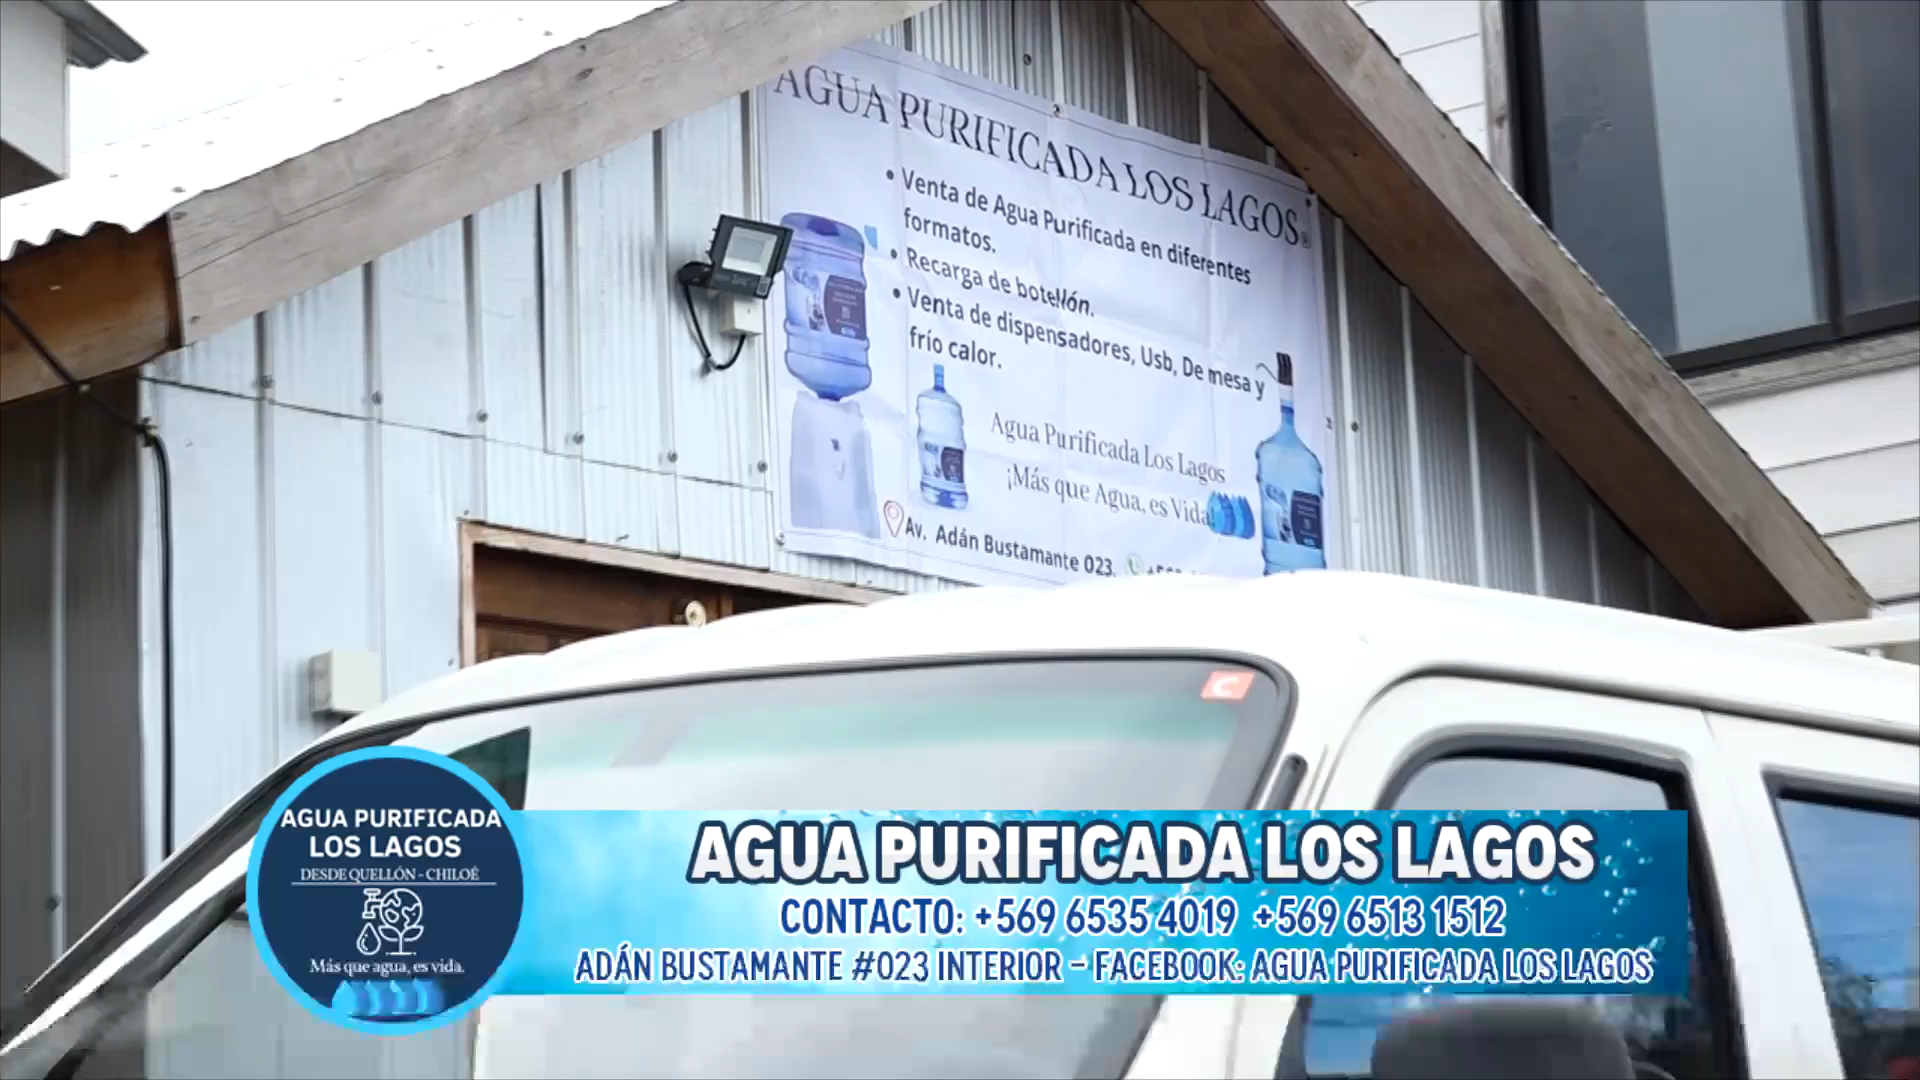 AGUA PURIFICADA LOS LAGOS®
• Venta de Agua Purificada en diferentes
formatos.
• Recarga de botellón.
• Venta de dispensadores, Usb, De mesa y
frío calor.
Agua Purificada Los Lagos
¡Más que Agua, es Vida!
Av. Adán Bustamante 023.
C
AGUA PURIFICADA
LOS LAGOS
DESDE QUELLÓN - CHILOÉ
Más que agua, es vida.
AGUA PURIFICADA LOS LAGOS
CONTACTO: +569 6535 4019 +569 6513 1512
ADÁN BUSTAMANTE #023 INTERIOR - FACEBOOK: AGUA PURIFICADA LOS LAGOS